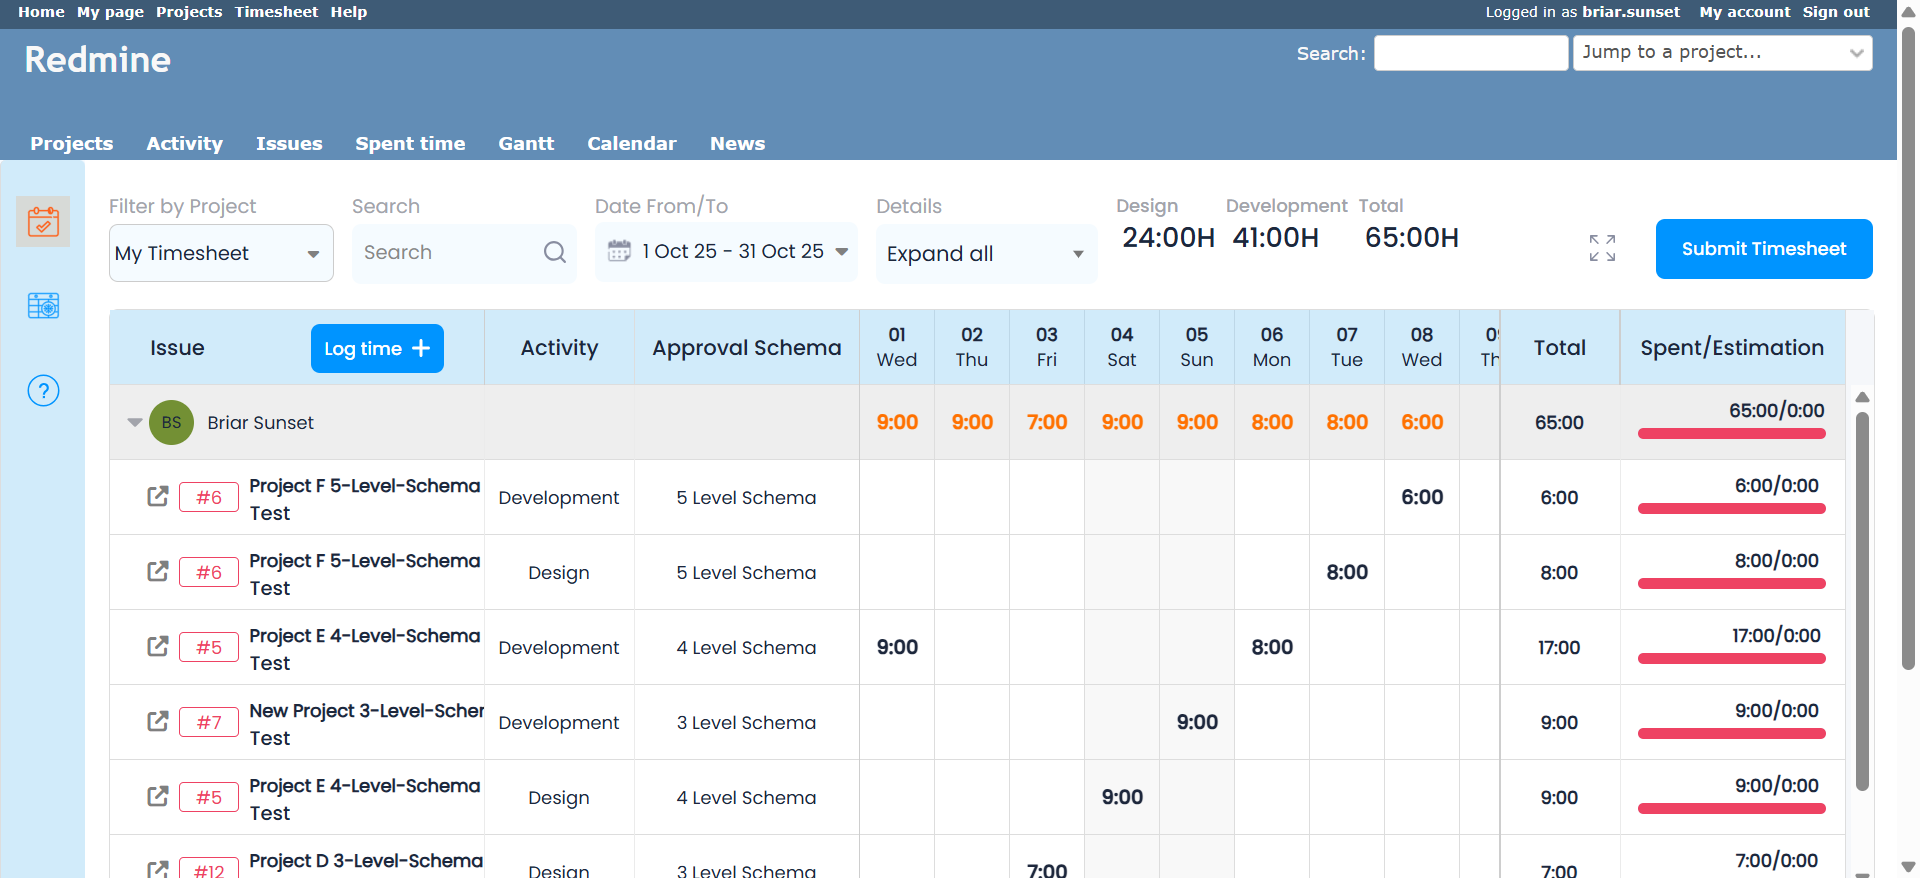 Home My page Projects Timesheet Help
Logged in as briar.sunset My account Sign out
Redmine
Search: Jump to a project...
Projects Activity Issues Spent time Gantt Calendar News
Filter by Project Search Date From/To Details Design Development Total
My Timesheet Search 1 Oct 25 - 31 Oct 25 Expand all 24:00H 41:00H 65:00H Submit Timesheet
Issue Log time + Activity Approval Schema 01 Wed 02 Thu 03 Fri 04 Sat 05 Sun 06 Mon 07 Tue 08 Wed Total Spent/Estimation
BS Briar Sunset 9:00 9:00 7:00 9:00 9:00 8:00 8:00 6:00 65:00 65:00/0:00
#6 Project F 5-Level-Schema Test Development 5 Level Schema 6:00 6:00 6:00/0:00
#6 Project F 5-Level-Schema Test Design 5 Level Schema 8:00 8:00 8:00/0:00
#5 Project E 4-Level-Schema Test Development 4 Level Schema 9:00 8:00 17:00 17:00/0:00
#7 New Project 3-Level-Scher Test Development 3 Level Schema 9:00 9:00 9:00/0:00
#5 Project E 4-Level-Schema Test Design 4 Level Schema 9:00 9:00 9:00/0:00
#12 Project D 3-Level-Schema Design 3 Level Schema 7:00 7:00 7:00/0:00